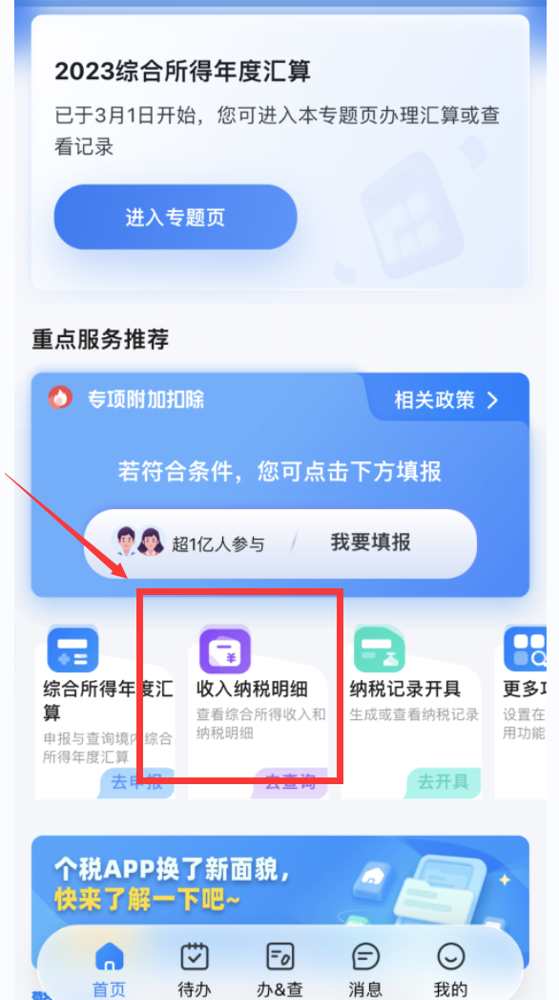 2023综合所得年度汇算
已于3月1日开始，您可进入本专题页办理汇算或查
看记录
进入专题页
重点服务推荐
专项附加扣除
相关政策
若符合条件，您可点击下方填报
超1亿人参与
我要填报
综合所得年度汇
算
申报与查询境内综合
所得年度汇算
去申报
收入纳税明细
查看综合所得收入和
纳税明细
去查询
纳税记录开具
生成或查看纳税记录
去开具
更多
设置在
用功能
个税APP换了新面貌，
快来了解一下吧~
首页
待办
办&查
消息
我的